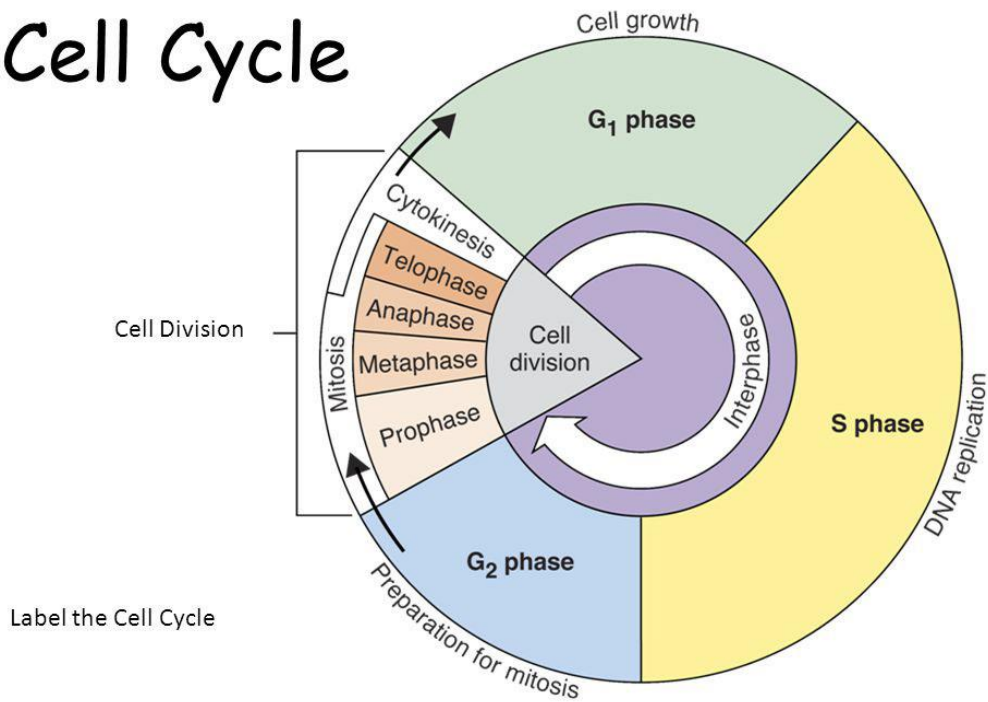 Cell Cycle
Cell growth
G₁ phase
Cytokinesis
Telophase
Anaphase
Metaphase
Prophase
Mitosis
Cell Division
Cell
division
Interphase
S phase
DNA replication
G₂ phase
Preparation for mitosis
Label the Cell Cycle